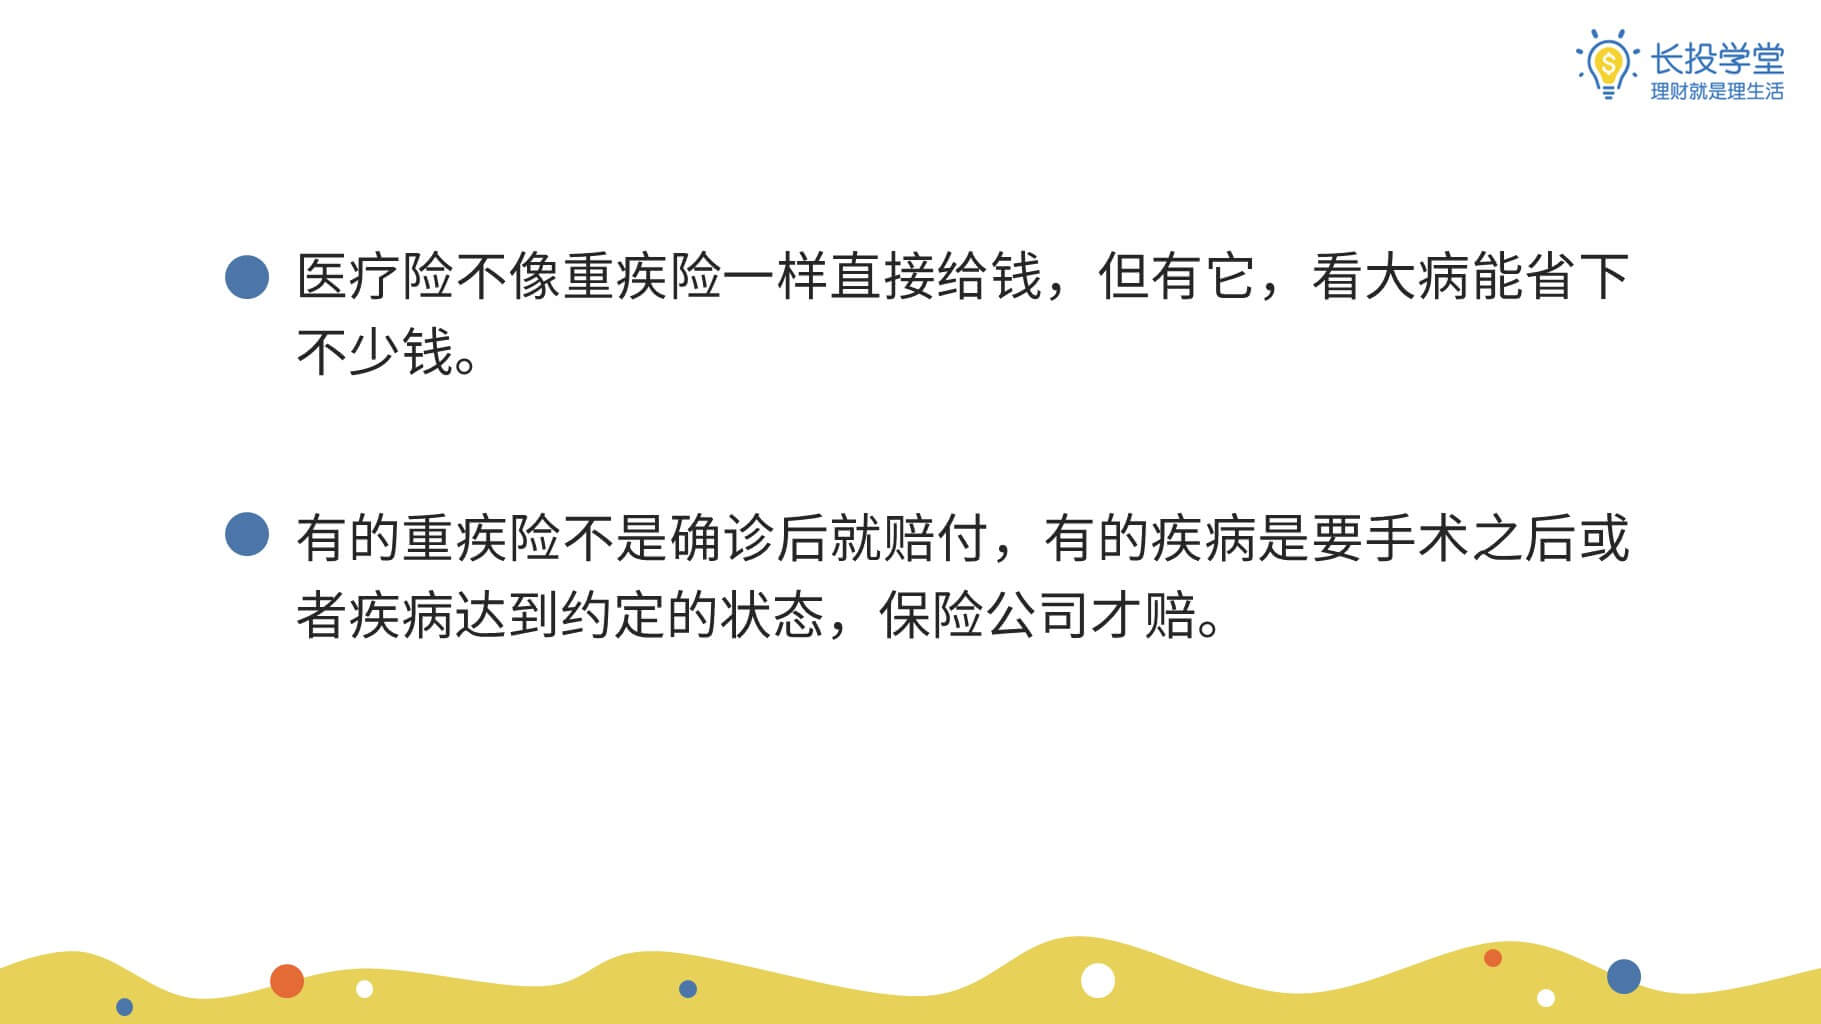 长投学堂
理财就是理生活
医疗险不像重疾险一样直接给钱，但有它，看大病能省下
不少钱。
有的重疾险不是确诊后就赔付，有的疾病是要手术之后或
者疾病达到约定的状态，保险公司才赔。